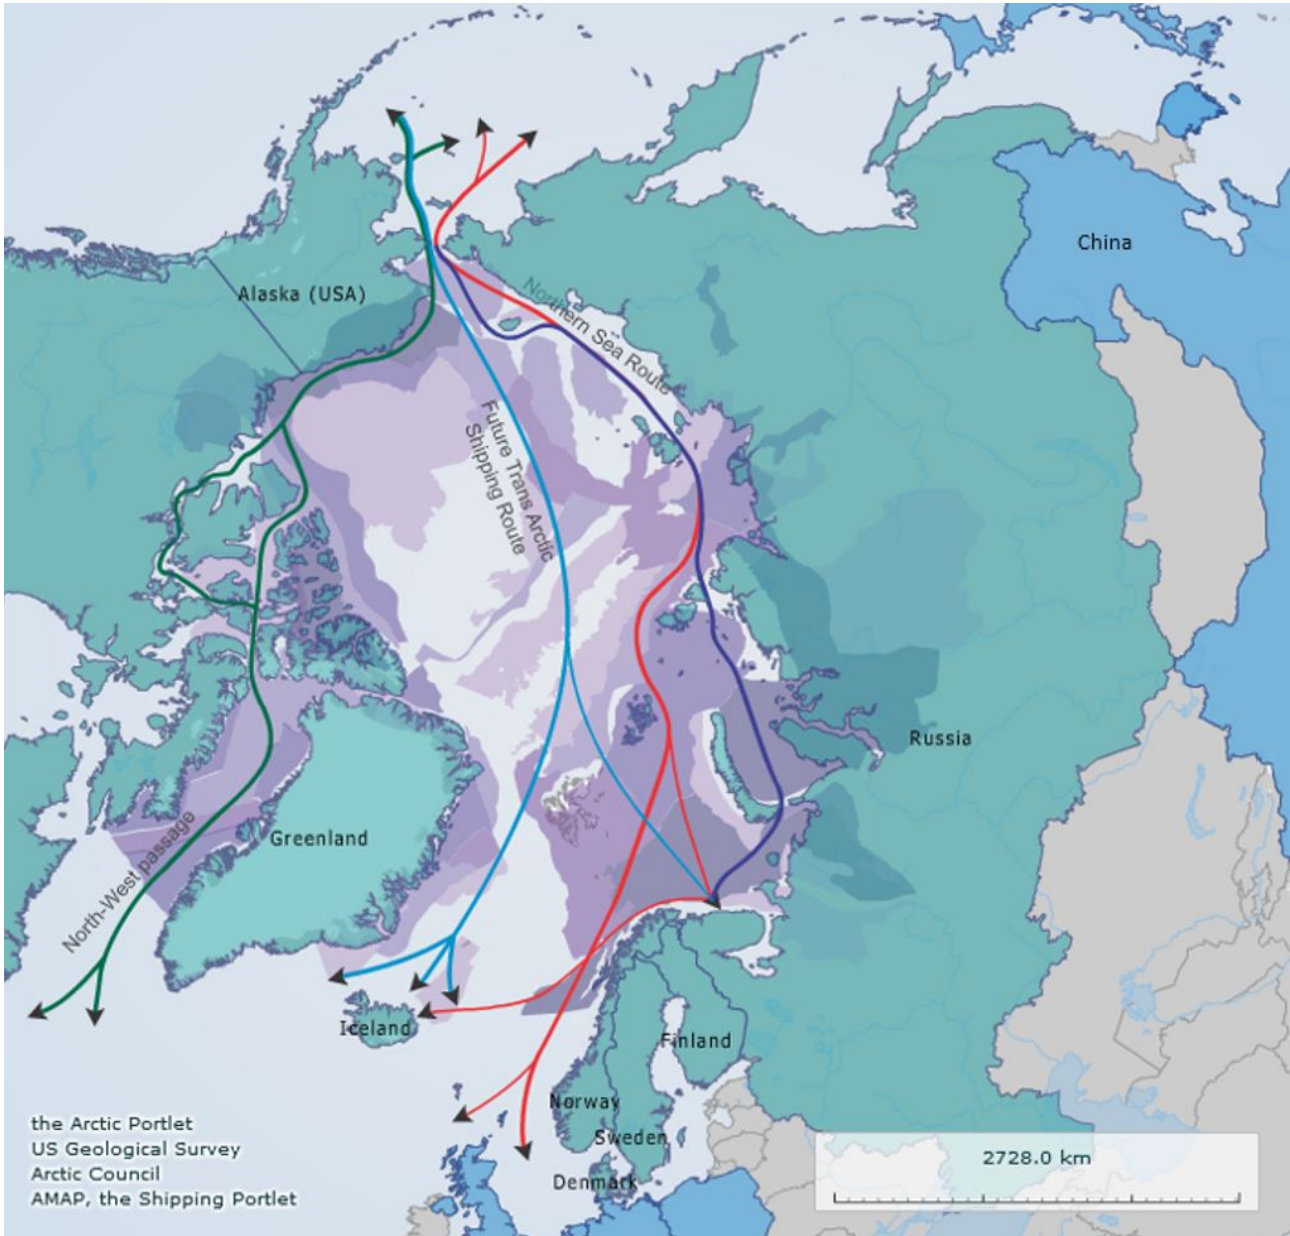 China
Alaska (USA)
Northern Sea Route
Future Trans Arctic
Shipping Route
Russia
Greenland
North-West passage
Iceland
Finland
Norway
Sweden
Denmark
the Arctic Portlet
US Geological Survey
Arctic Council
AMAP, the Shipping Portlet
2728.0 km